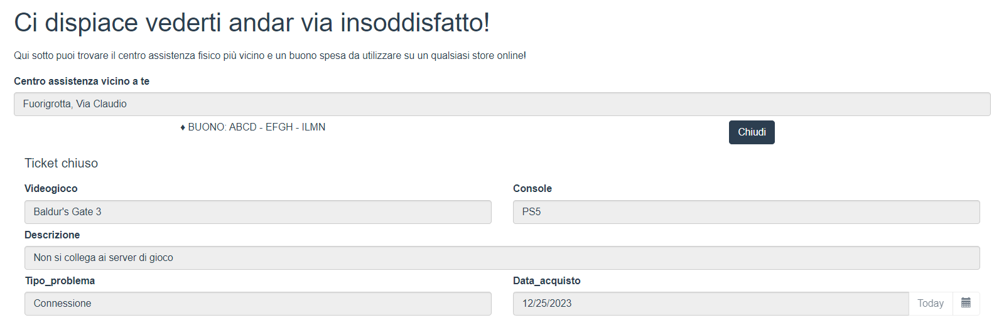 Ci dispiace vederti andar via insoddisfatto!
Qui sotto puoi trovare il centro assistenza fisico più vicino e un buono spesa da utilizzare su un qualsiasi store online!
Centro assistenza vicino a te
Fuorigrotta, Via Claudio
♦ BUONO: ABCD - EFGH - ILMN
Chiudi
Ticket chiuso
Videogioco
Console
Baldur's Gate 3
PS5
Descrizione
Non si collega ai server di gioco
Tipo_problema
Data_acquisto
Connessione
12/25/2023
Today